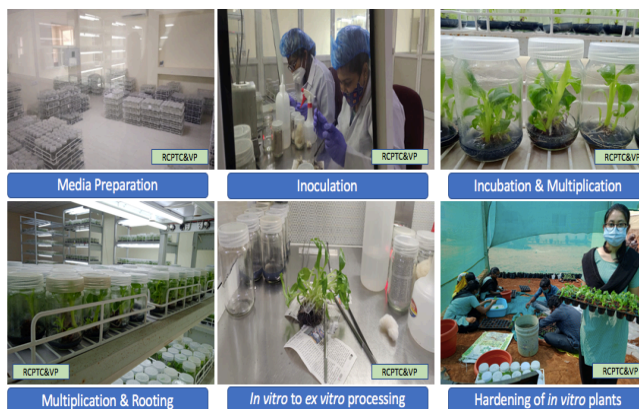 RCPTC&VP
RCPTC&VP
RCPTC&VP
Media Preparation
Inoculation
Incubation & Multiplication
RCPTC&VP
RCPTC&VP
RCPTC&VP
Multiplication & Rooting
In vitro to ex vitro processing
Hardening of in vitro plants